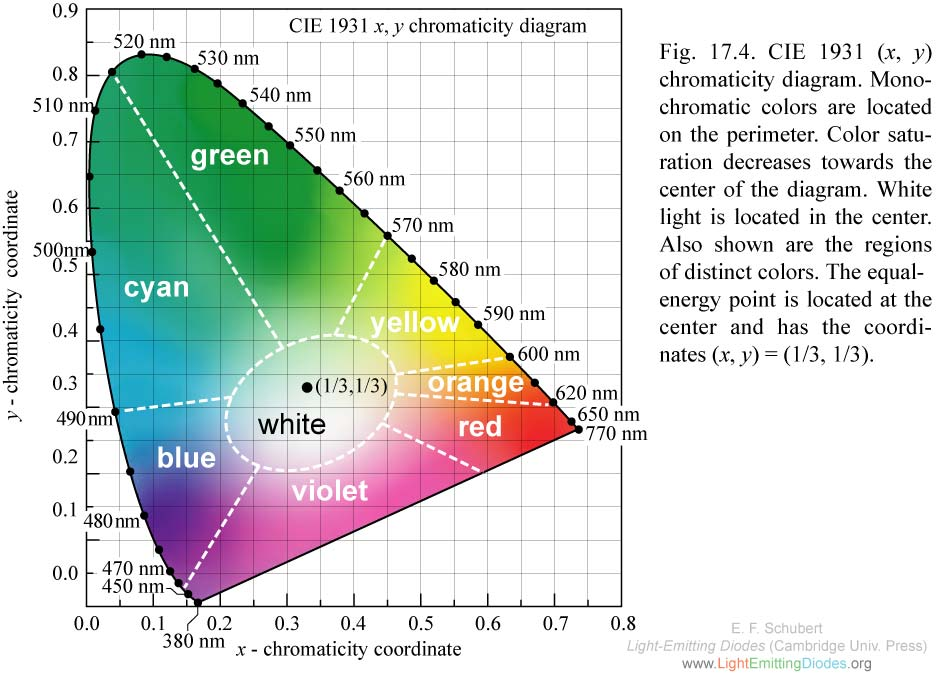 CIE 1931 x, y chromaticity diagram
0.9
0.8
0.7
0.6
0.5
0.4
0.3
0.2
0.1
0.0
y - chromaticity coordinate
520 nm
530 nm
540 nm
550 nm
560 nm
570 nm
580 nm
590 nm
600 nm
620 nm
650 nm
770 nm
510 nm
500nm
490nm
480nm
470 nm
450 nm
380 nm
green
cyan
yellow
orange
red
(1/3,1/3)
white
blue
violet
0.0 0.1 0.2 0.3 0.4 0.5 0.6 0.7 0.8
x - chromaticity coordinate
Fig. 17.4. CIE 1931 (x, y)
chromaticity diagram. Mono-
chromatic colors are located
on the perimeter. Color satu-
ration decreases towards the
center of the diagram. White
light is located in the center.
Also shown are the regions
of distinct colors. The equal-
energy point is located at the
center and has the coordi-
nates (x, y) = (1/3, 1/3).
E. F. Schubert
Light-Emitting Diodes (Cambridge Univ. Press)
www.LightEmittingDiodes.org